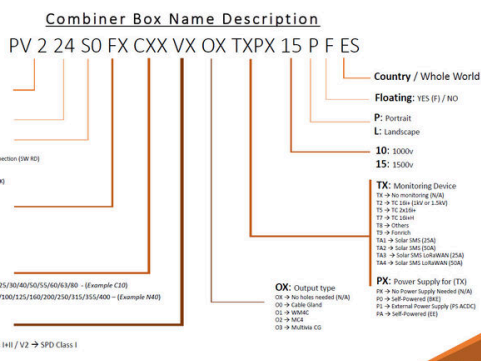 Combiner Box Name Description
PV 2 24 S0 FX CXX VX OX TXPX 15 P F ES
Country / Whole World
Floating: YES (F) / NO
P: Portrait
L: Landscape
10: 1000v
15: 1500v
ection (SW RD)
X)
TX: Monitoring Device
TX → No monitoring (N/A)
T2 → TC 16i+ (1kV or 1.5kV)
T5 → TC 2x16i+
T7 → TC 16i+H
T8 → Others
T9 → Fonrich
TA1 → Solar SMS (25A)
TA2 → Solar SMS (50A)
TA3 → Solar SMS LoRaWAN (25A)
TA4 → Solar SMS LoRaWAN (50A)
PX: Power Supply for (TX)
PX → No Power Supply Needed (N/A)
P0 → Self-Powered (BKE)
P1 → External Power Supply (PS ACDC)
PA → Self-Powered (EE)
25/30/40/50/55/60/63/80 - (Example C10)
/100/125/160/200/250/315/355/400 – (Example N40)
OX: Output type
OX → No holes needed (N/A)
O0 → Cable Gland
O1 → WM4C
O2 → MC4
O3 → Multivia CG
I+II / V2 → SPD Class I